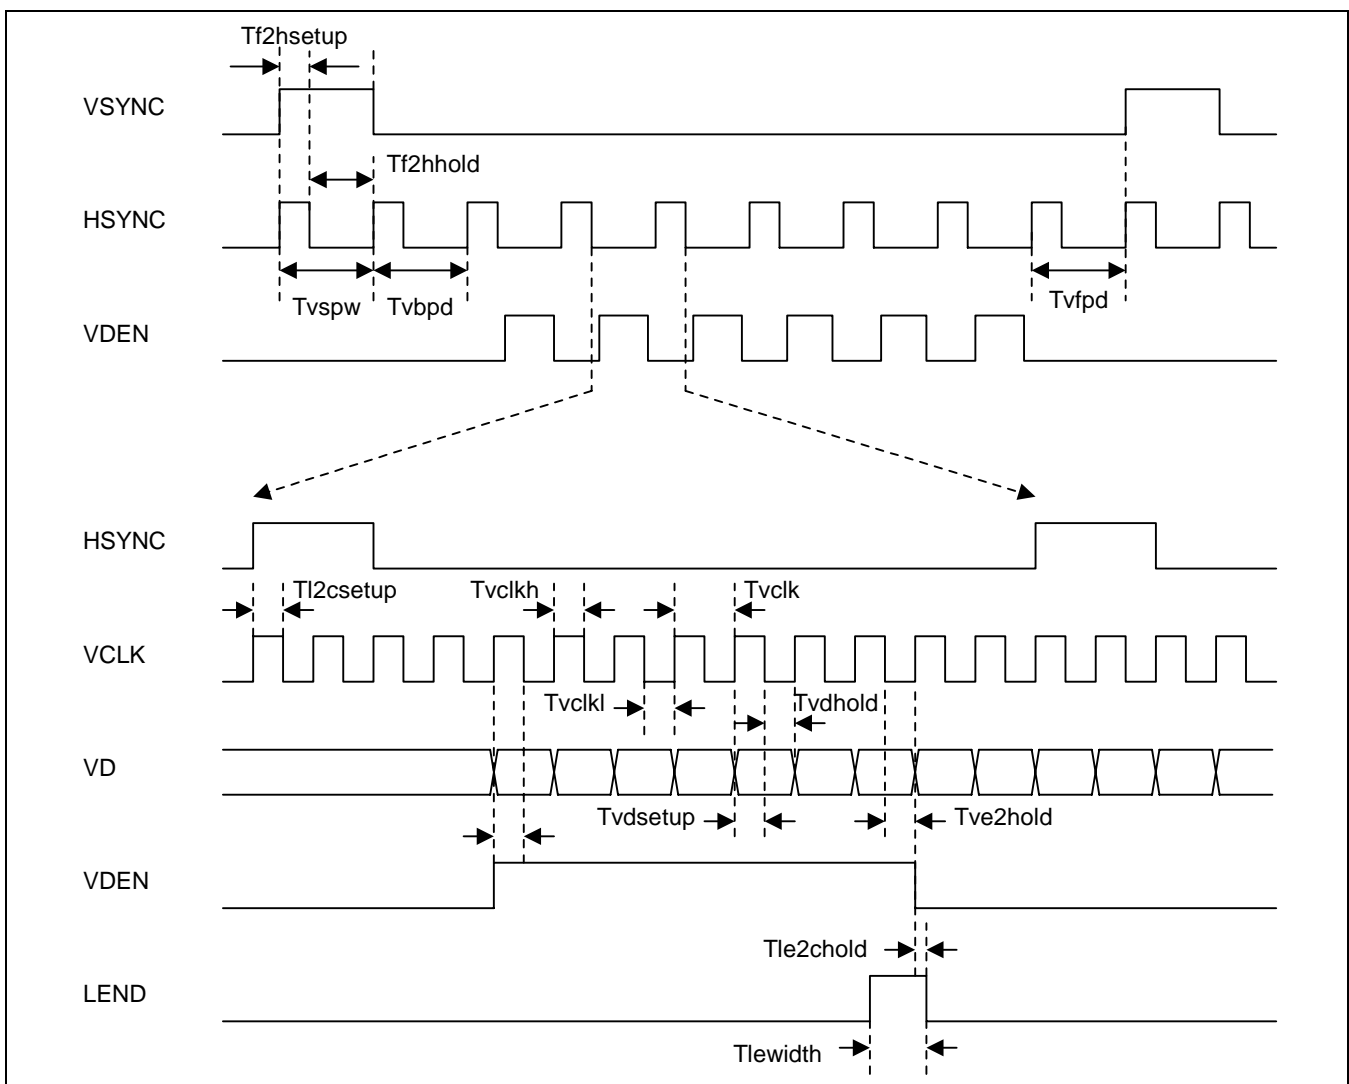 Tf2hsetup
VSYNC
Tf2hhold
HSYNC
Tvspw
Tvbpd
Tvfpd
VDEN
HSYNC
Tl2csetup
Tvclkh
Tvclk
VCLK
Tvclkl
Tvdhold
VD
Tvdsetup
Tve2hold
VDEN
Tle2chold
LEND
Tlewidth